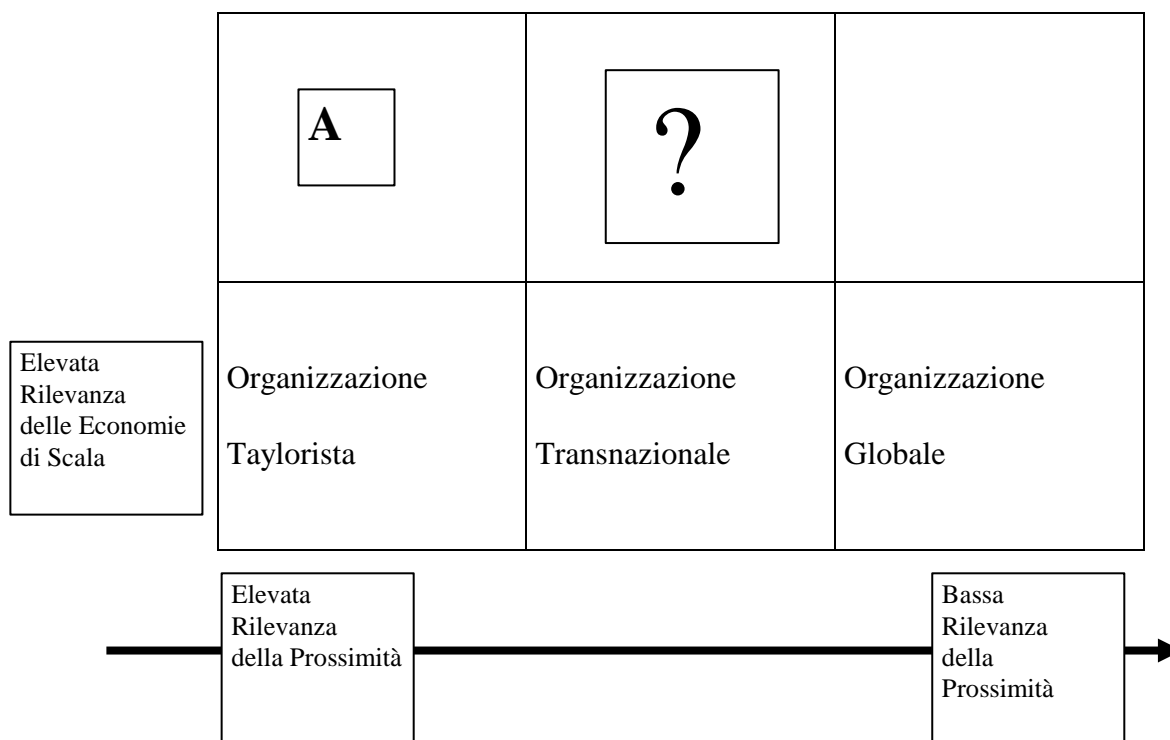 A
?
Elevata
Rilevanza
delle Economie
di Scala
Organizzazione
Taylorista
Organizzazione
Transnazionale
Organizzazione
Globale
Elevata
Rilevanza
della Prossimità
Bassa
Rilevanza
della
Prossimità